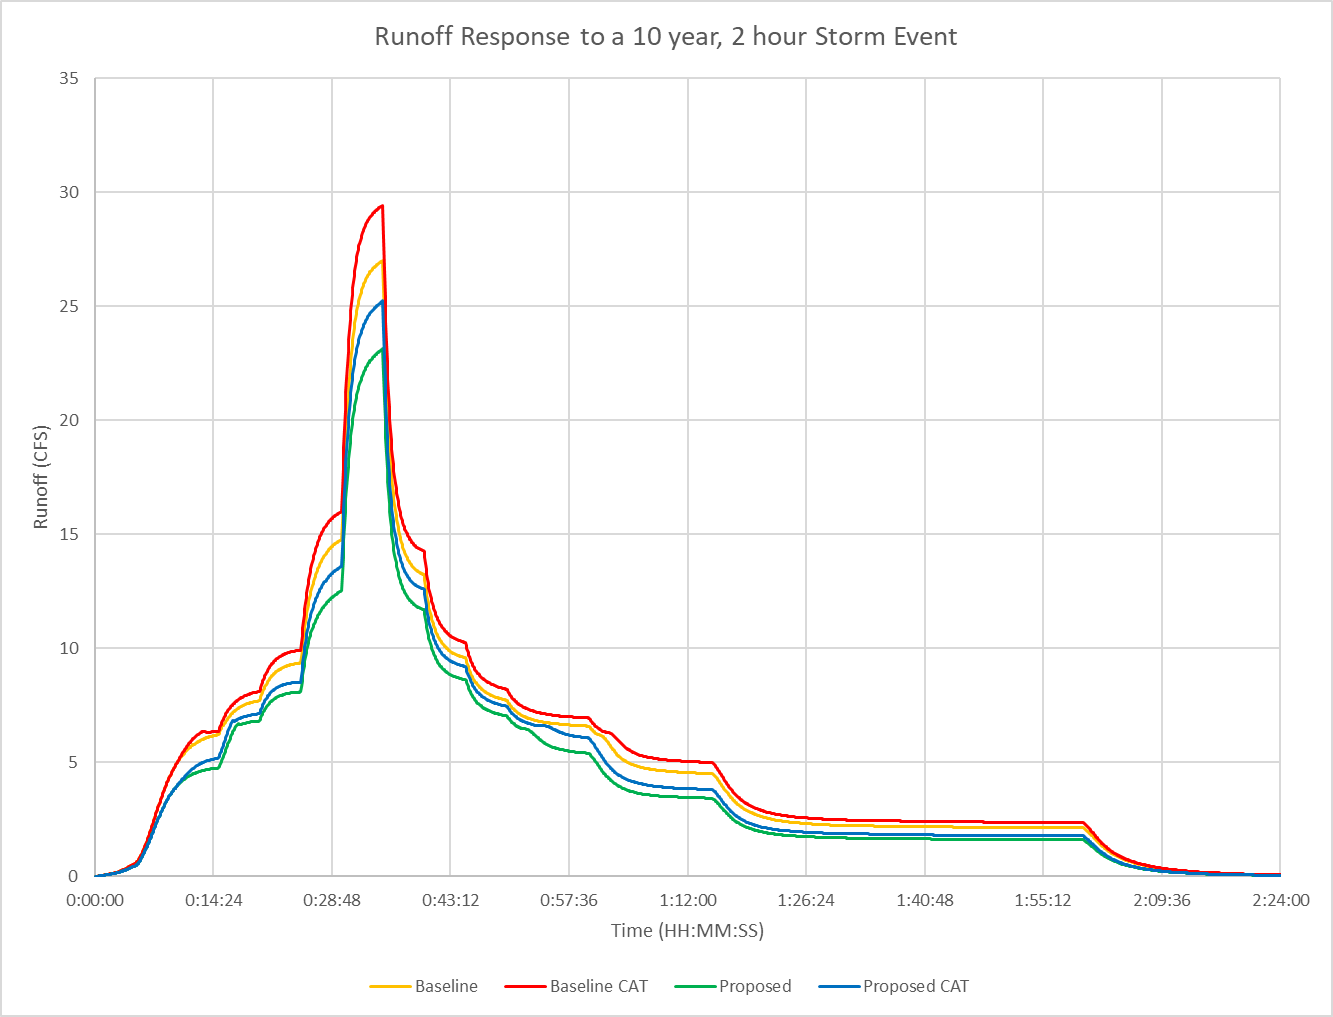 Runoff Response to a 10 year, 2 hour Storm Event
35
30
25
20
15
10
5
0
Runoff (CFS)
0:00:00 0:14:24 0:28:48 0:43:12 0:57:36 1:12:00 1:26:24 1:40:48 1:55:12 2:09:36 2:24:00
Time (HH:MM:SS)
Baseline Baseline CAT Proposed Proposed CAT